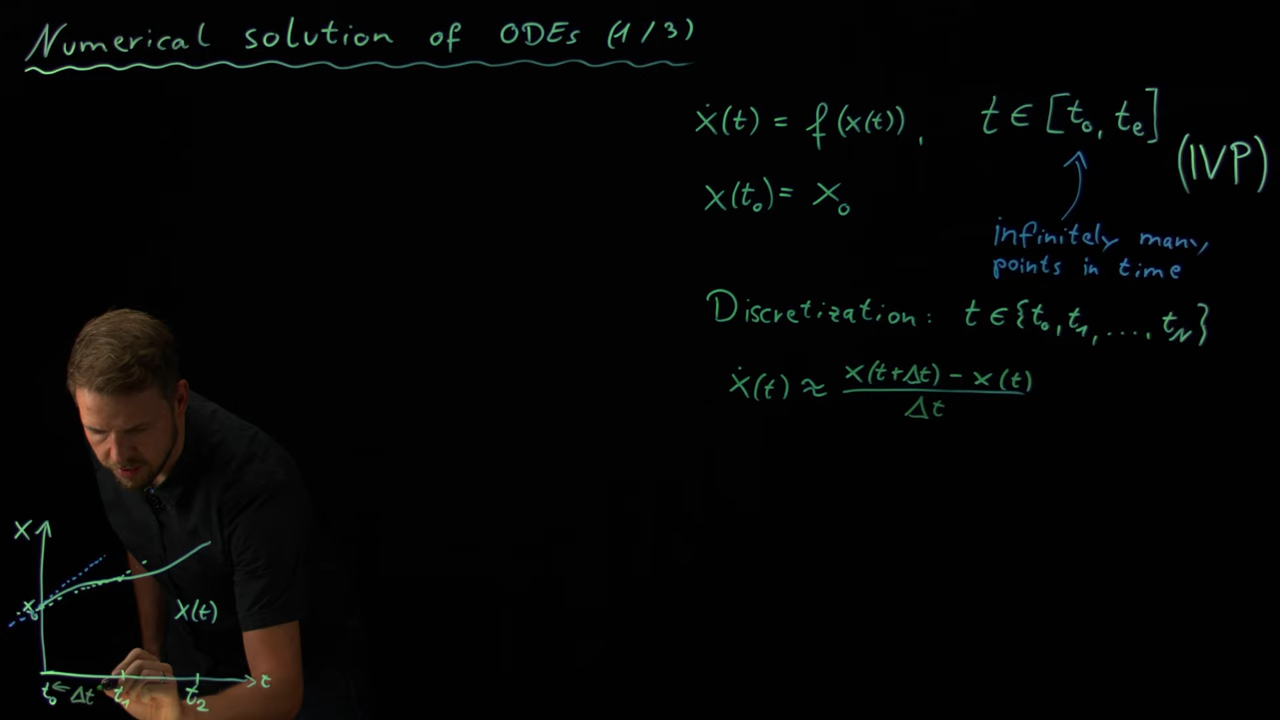 Numerical solution of ODEs (1/3)
ẋ(t) = f(x(t)), t ∈ [t₀, tₑ]
(IVP)
x(t₀) = x₀
infinitely many
points in time
Discretization: t ∈ {t₀, t₁, ...., t_N}
ẋ(t) ≈ (x(t+Δt) - x(t)) / Δt
x
x₀
x(t)
t
t₀ ← Δt t₁ t₂